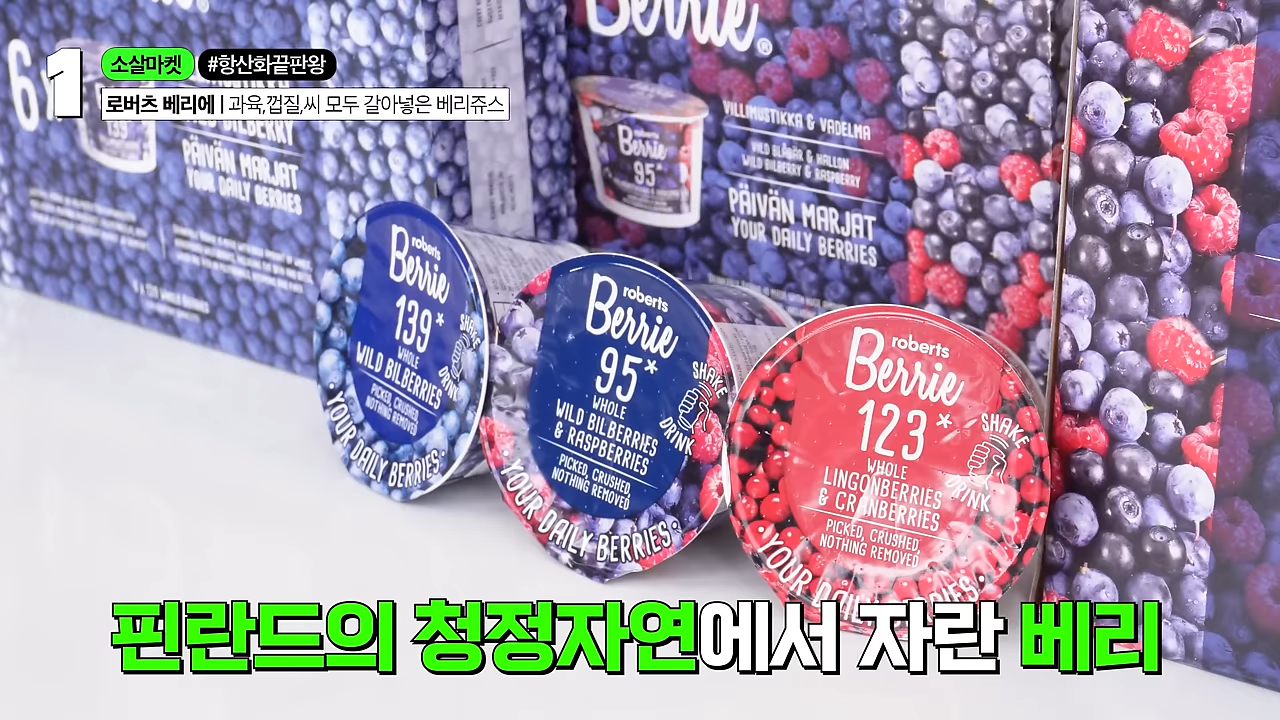 1
소살마켓 #항산화끝판왕
로버츠 베리에 | 과육,껍질,씨 모두 갈아넣은 베리쥬스
6
139
BILBERRY
PÄIVÄN MARJAT
YOUR DAILY BERRIES
Berrie®
roberts
Berrie
95*
VILLIMUSTIKKA & VADELMA
VILD BLÅBÄR & HALLON
WILD BILBERRY & RASPBERRY
PÄIVÄN MARJAT
YOUR DAILY BERRIES
roberts
Berrie
139*
WHOLE
WILD BILBERRIES
PICKED, CRUSHED,
NOTHING REMOVED
SHAKE
DRINK
·YOUR DAILY BERRIES·
roberts
Berrie
95*
WHOLE
WILD BILBERRIES
& RASPBERRIES
PICKED, CRUSHED,
NOTHING REMOVED
SHAKE
DRINK
·YOUR DAILY BERRIES·
roberts
Berrie
123*
WHOLE
LINGONBERRIES
& CRANBERRIES
PICKED, CRUSHED,
NOTHING REMOVED
SHAKE
DRINK
·YOUR DAILY BERRIES·
핀란드의 청정자연에서 자란 베리